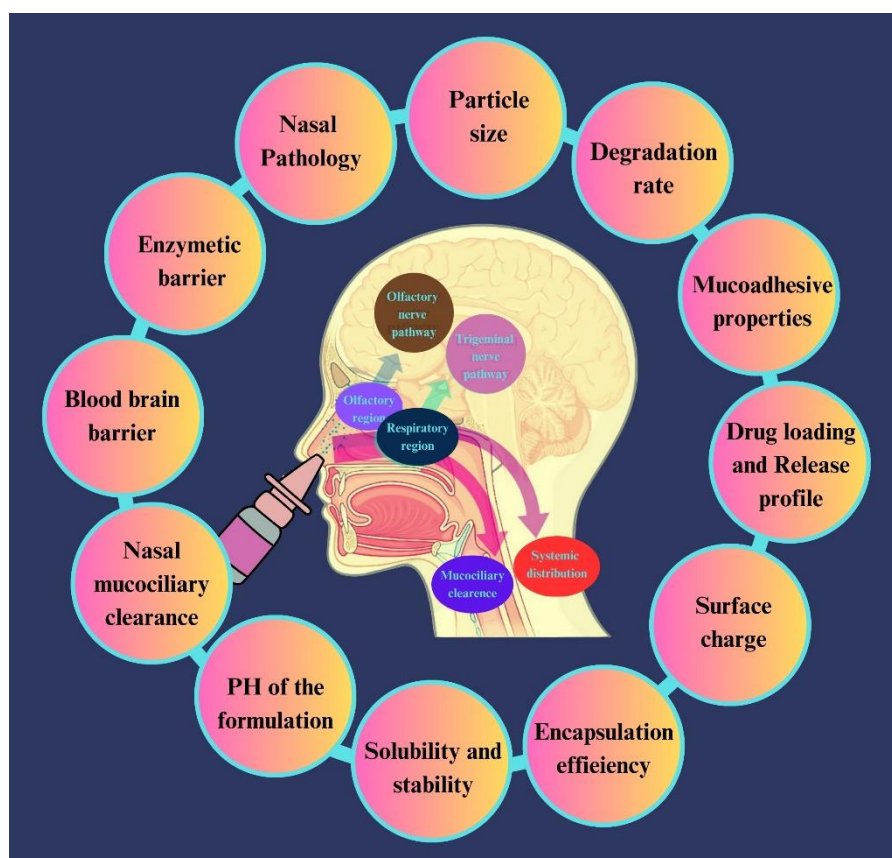 Particle
size
Degradation
rate
Mucoadhesive
properties
Drug loading
and Release
profile
Surface
charge
Encapsulation
effieiency
Solubility and
stability
PH of the
formulation
Nasal
mucociliary
clearance
Blood brain
barrier
Enzymetic
barrier
Nasal
Pathology
Olfactory
nerve
pathway
Trigeminal
nerve
pathway
Olfactory
region
Respiratory
region
Mucociliary
clearence
Systemic
distribution